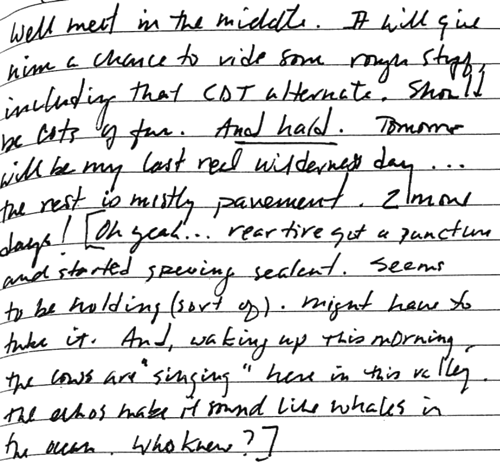 we'll meet in the middle. It will give
him a chance to ride some rough stuff,
including that CDT alternate. Should
be lots of fun. And hard. Tomorrow
will be my last real wilderness day...
the rest is mostly pavement. 2 more
days! [Oh yeah... rear tire got a puncture
and started spewing sealent. Seems
to be holding (sort of). might have to
tube it. And, waking up this morning,
the cows are "singing" here in this valley.
the echos make it sound like whales in
the ocean. Who knew?]